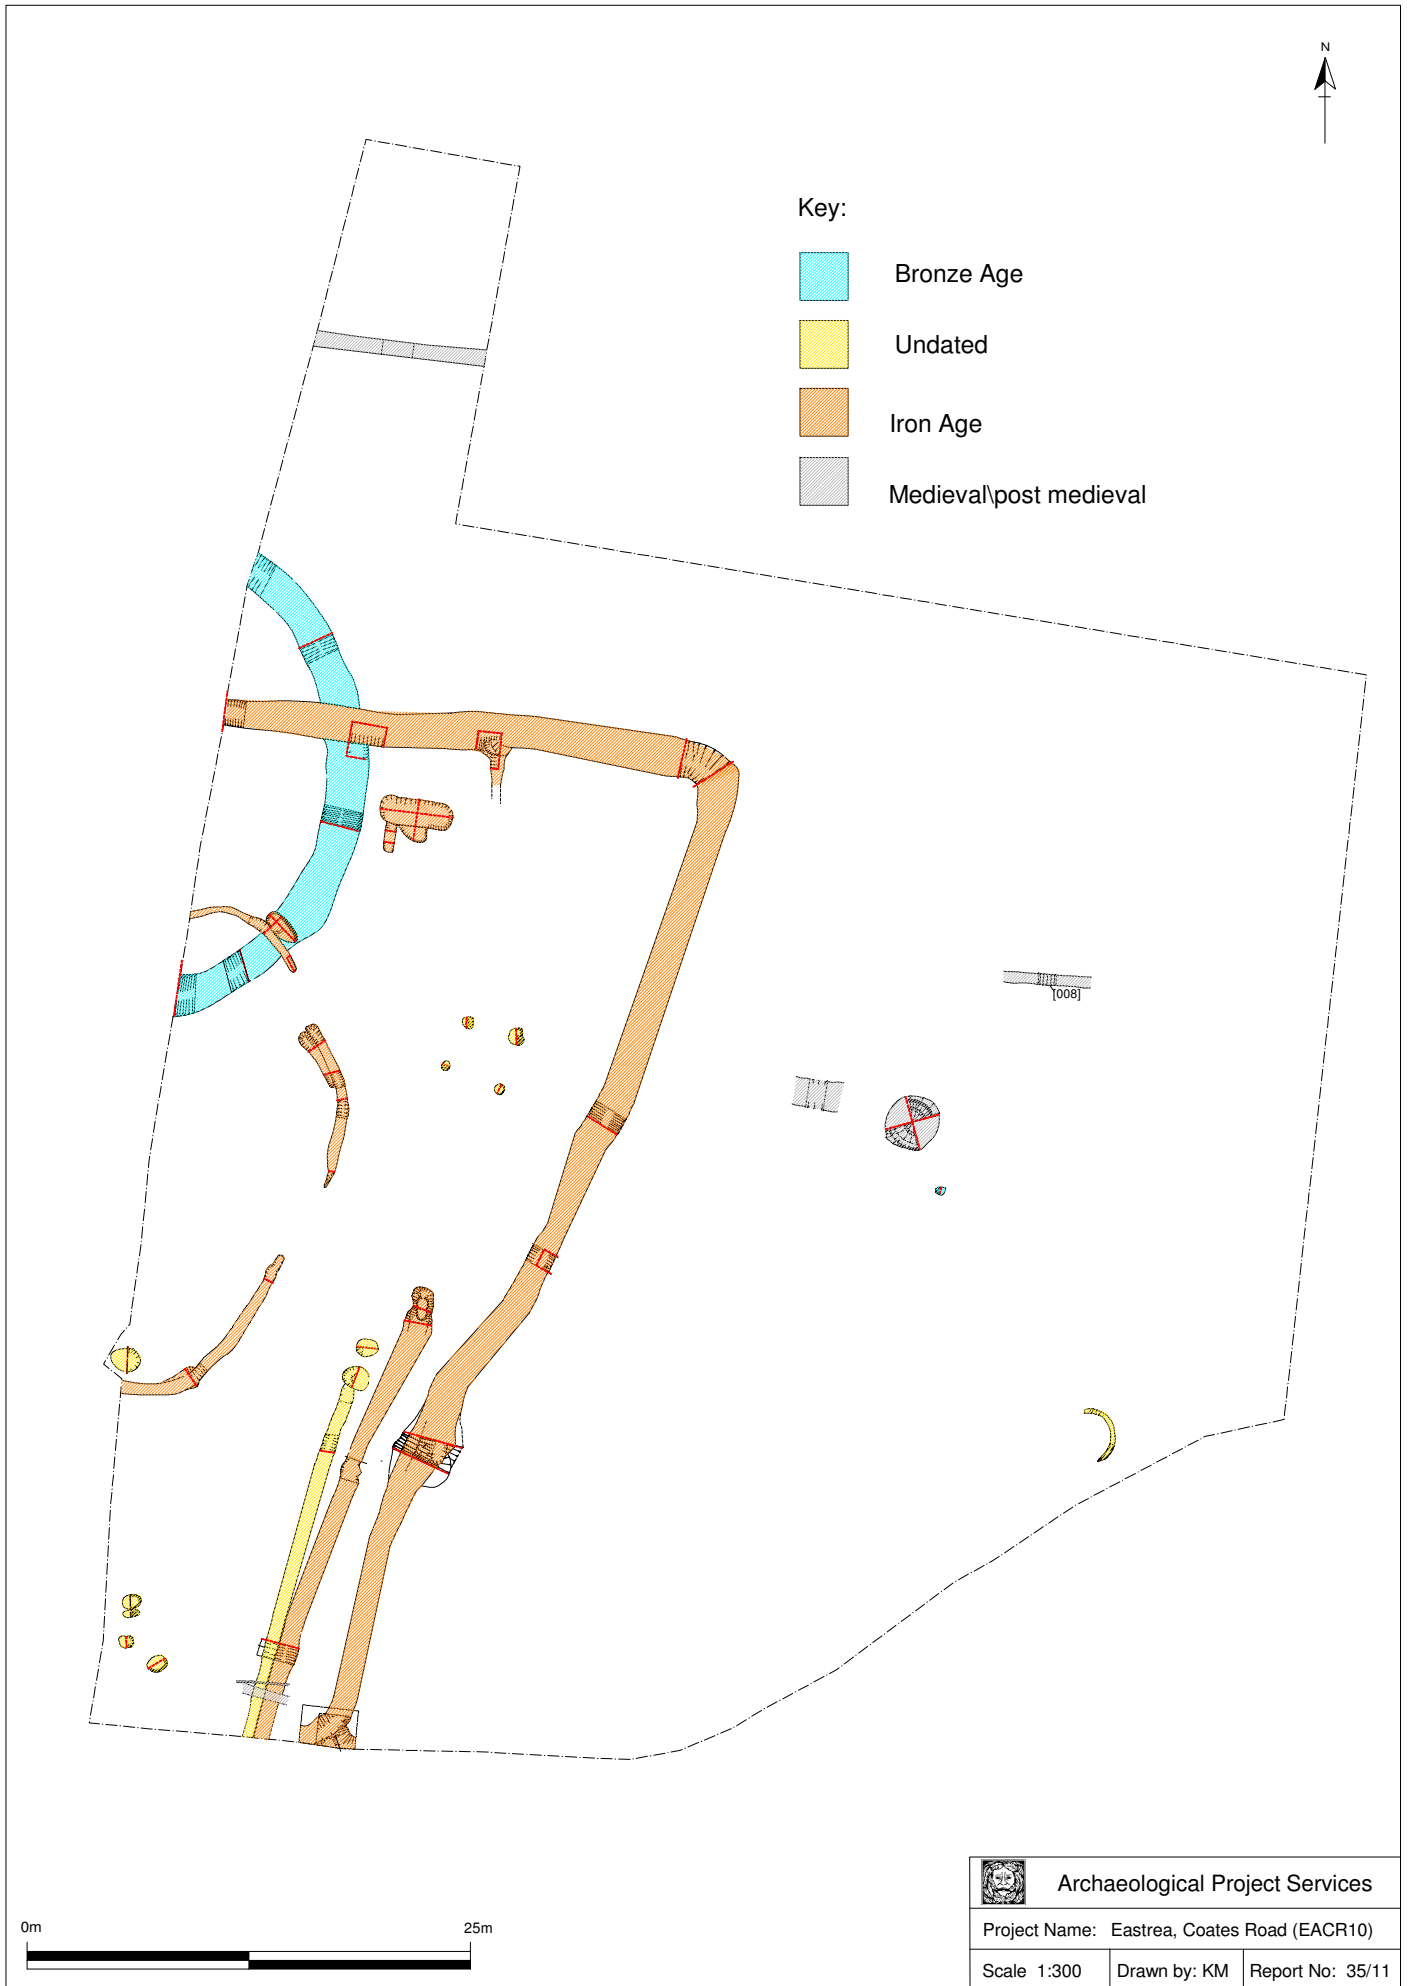 N
Key:
Bronze Age
Undated
Iron Age
Medieval\post medieval
[008]
0m
25m
Archaeological Project Services
Project Name: Eastrea, Coates Road (EACR10)
Scale 1:300
Drawn by: KM
Report No: 35/11